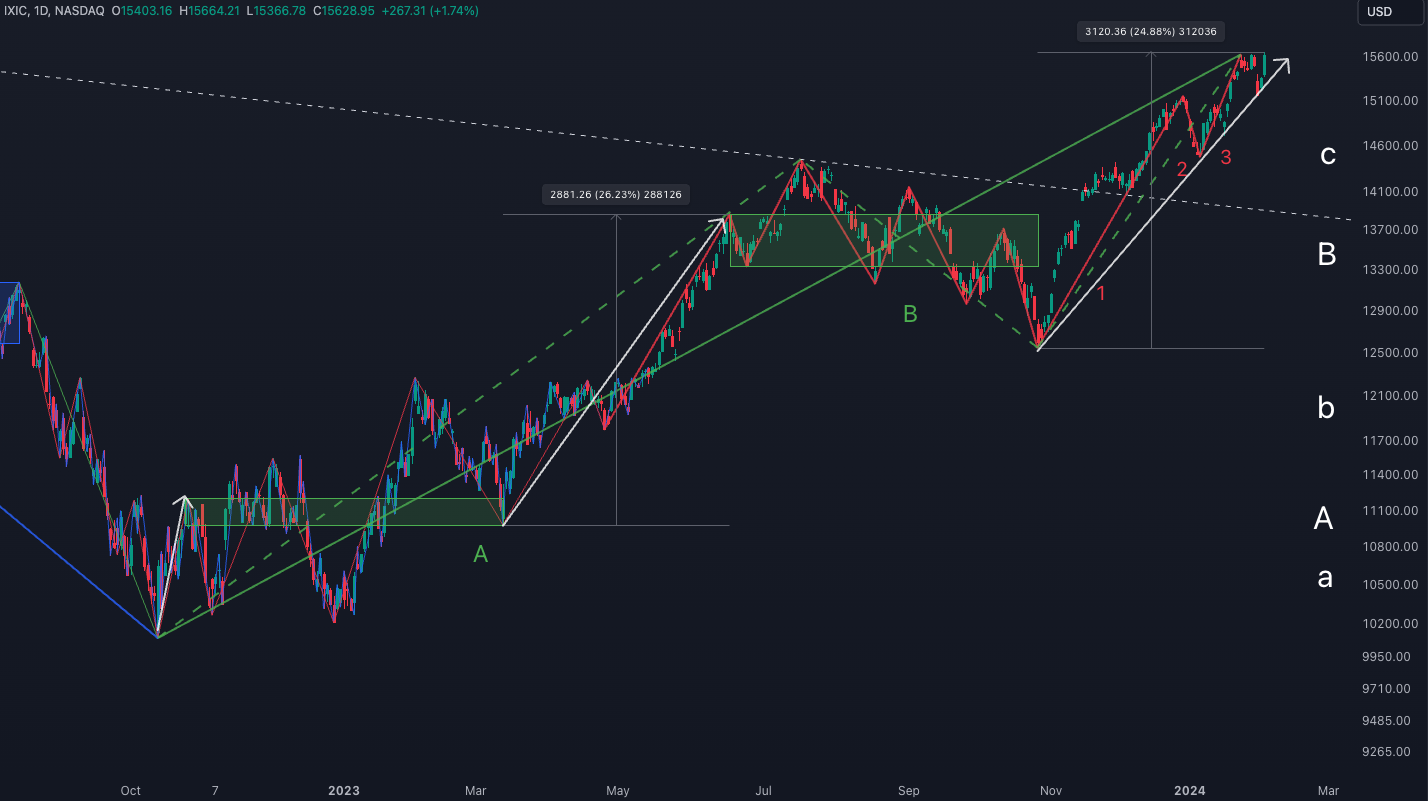 IXIC, 1D, NASDAQ O15403.16 H15664.21 L15366.78 C15628.95 +267.31 (+1.74%)
USD
3120.36 (24.88%) 312036
15600.00
15100.00
14600.00
c
3
2
2881.26 (26.23%) 288126
14100.00
13700.00
B
13300.00
1
B
12900.00
12500.00
12100.00
b
11700.00
11400.00
11100.00
A
A
10800.00
a
10500.00
10200.00
9950.00
9710.00
9485.00
9265.00
Oct 7 2023 Mar May Jul Sep Nov 2024 Mar